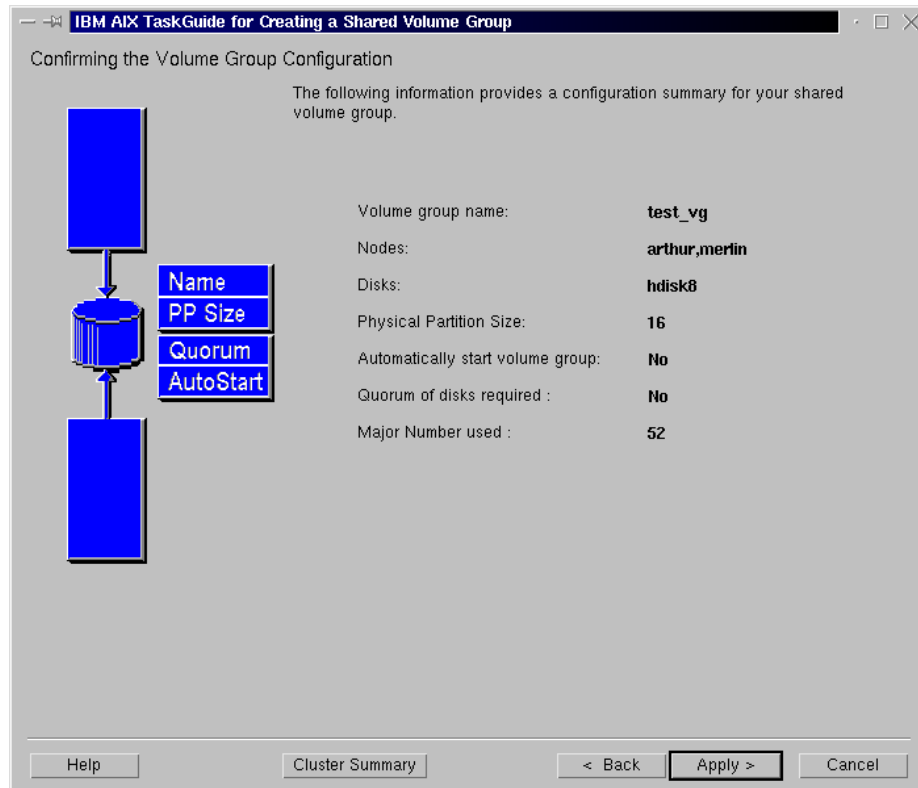 IBM AIX TaskGuide for Creating a Shared Volume Group
Confirming the Volume Group Configuration
The following information provides a configuration summary for your shared
volume group.
Name
PP Size
Quorum
AutoStart
Volume group name: test_vg
Nodes: arthur,merlin
Disks: hdisk8
Physical Partition Size: 16
Automatically start volume group: No
Quorum of disks required : No
Major Number used : 52
Help Cluster Summary < Back Apply > Cancel